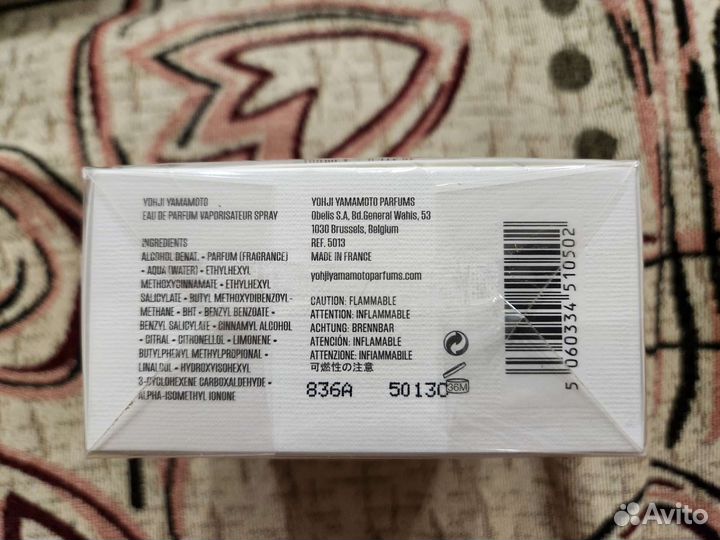 YOHJI YAMAMOTO
EAU DE PARFUM VAPORISATEUR SPRAY
INGREDIENTS
ALCOHOL DENAT. • PARFUM (FRAGRANCE)
• AQUA (WATER) • ETHYLHEXYL
METHOXYCINNAMATE • ETHYLHEXYL
SALICYLATE • BUTYL METHOXYDIBENZOYL-
METHANE • BHT • BENZYL BENZOATE •
BENZYL SALICYLATE • CINNAMYL ALCOHOL
• CITRAL • CITRONELLOL • LIMONENE •
BUTYLPHENYL METHYLPROPIONAL •
LINALOOL • HYDROXYISOHEXYL
3-CYCLOHEXENE CARBOXALDEHYDE •
ALPHA-ISOMETHYL IONONE
YOHJI YAMAMOTO PARFUMS
Obelis S.A, Bd.General Wahis, 53
1030 Brussels, Belgium
REF. 5013
MADE IN FRANCE
yohjiyamamotoparfums.com
CAUTION: FLAMMABLE
ATTENTION: INFLAMMABLE
ACHTUNG: BRENNBAR
ATENCIÓN: INFLAMABLE
ATTENZIONE: INFIAMMABILE
可燃性の注意
836A 50130
36M
5 060334 510502
Avito